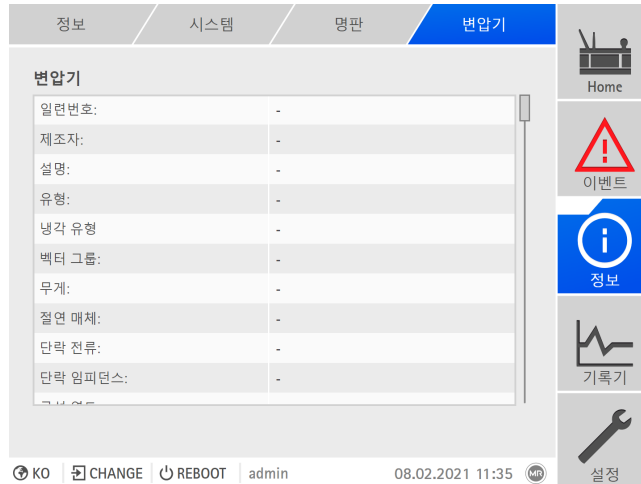 정보 시스템 명판 변압기
변압기
일련번호: -
제조자: -
설명: -
유형: -
냉각 유형 -
벡터 그룹: -
무게: -
절연 매체: -
단락 전류: -
단락 임피던스: -
Home
이벤트
정보
기록기
설정
KO CHANGE REBOOT admin 08.02.2021 11:35 MR